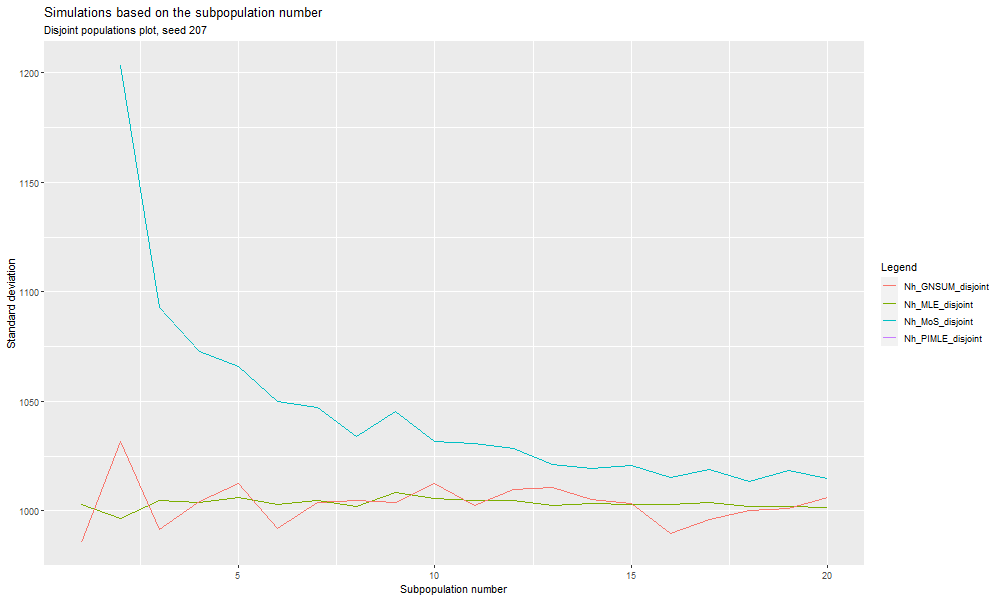 Simulations based on the subpopulation number
Disjoint populations plot, seed 207
Standard deviation
1200
1150
1100
1050
1000
5
10
15
20
Subpopulation number
Legend
Nh_GNSUM_disjoint
Nh_MLE_disjoint
Nh_MoS_disjoint
Nh_PIMLE_disjoint